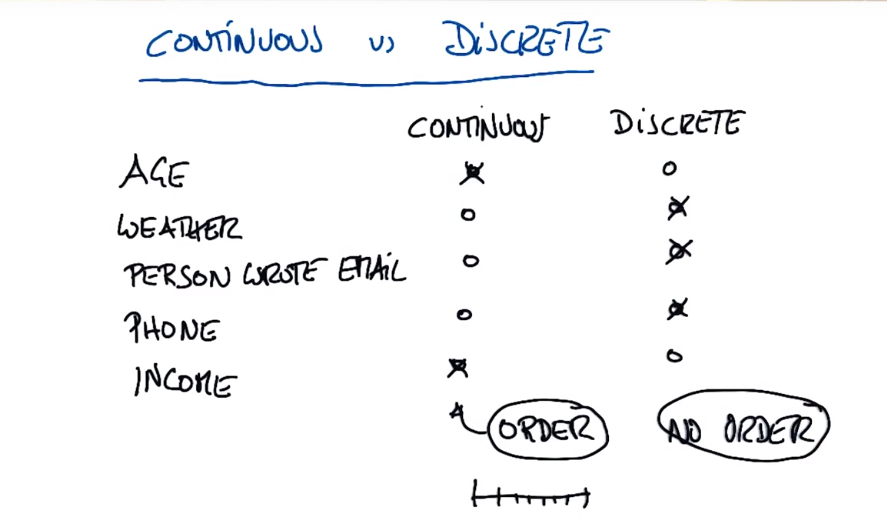 CONTINUOUS vs DISCRETE
CONTINUOUS DISCRETE
AGE
WEATHER
PERSON WROTE EMAIL
PHONE
INCOME
ORDER NO ORDER